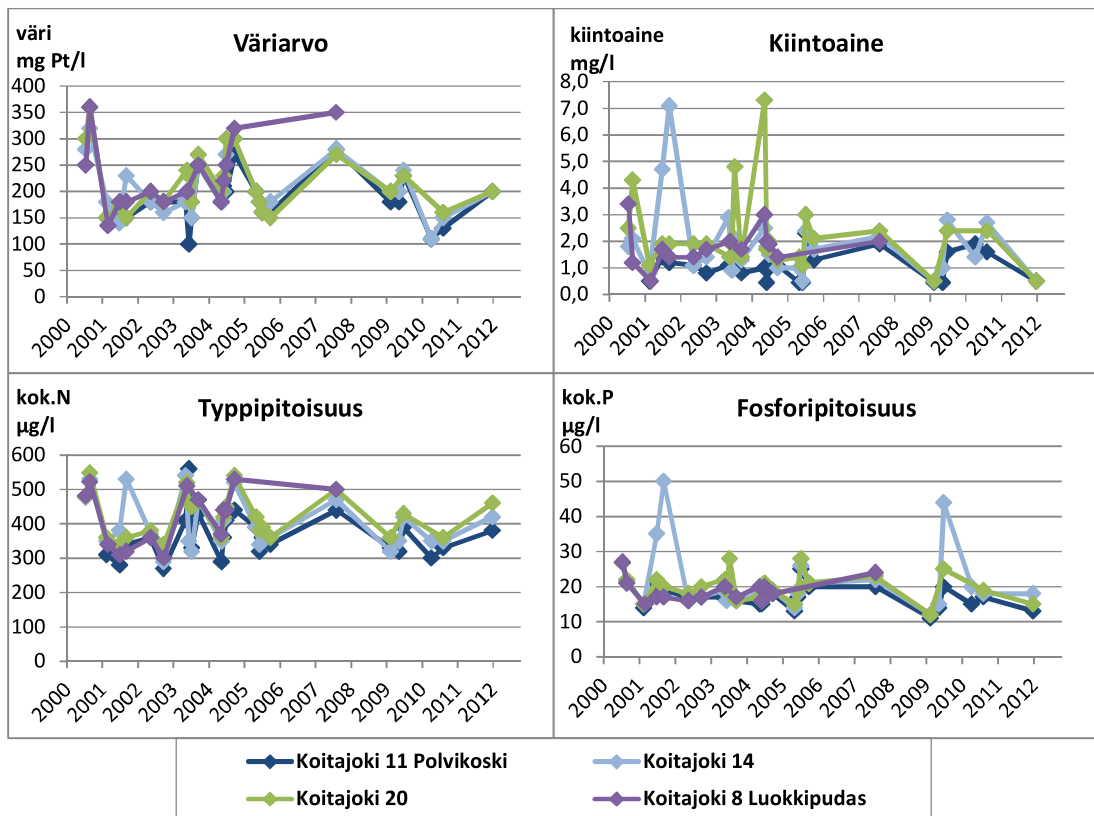 väri
mg Pt/l
Väriarvo
400
350
300
250
200
150
100
50
0
2000 2001 2002 2003 2004 2005 2007 2008 2009 2010 2011 2012
kiintoaine
mg/l
Kiintoaine
8,0
7,0
6,0
5,0
4,0
3,0
2,0
1,0
0,0
2000 2001 2002 2003 2004 2005 2006 2007 2008 2009 2010 2011 2012
kok.N
µg/l
Typpipitoisuus
600
500
400
300
200
100
0
2000 2001 2002 2003 2004 2005 2007 2008 2009 2010 2011 2012
kok.P
µg/l
Fosforipitoisuus
60
50
40
30
20
10
0
2000 2001 2002 2003 2004 2005 2006 2007 2008 2009 2010 2011 2012
Koitajoki 11 Polvikoski
Koitajoki 14
Koitajoki 20
Koitajoki 8 Luokkipudas